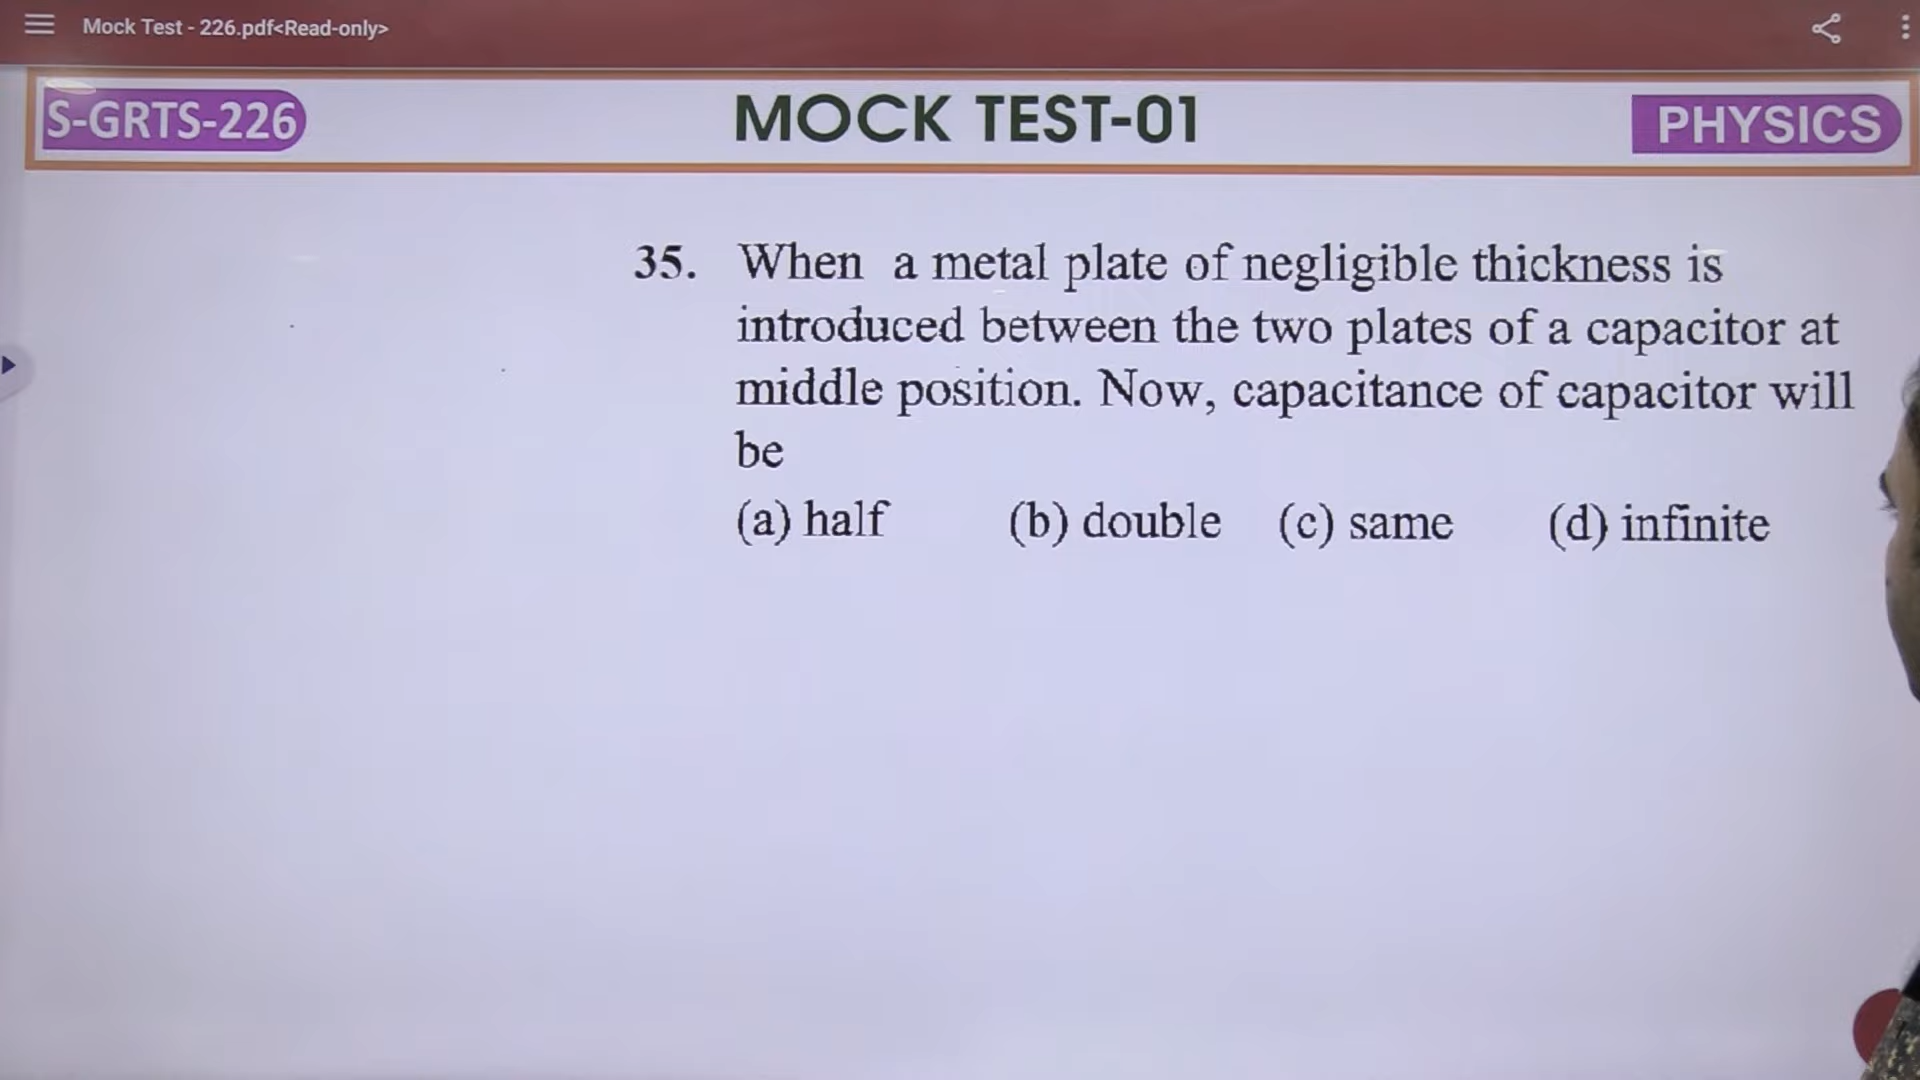 Mock Test - 226.pdf<Read-only>
S-GRTS-226
MOCK TEST-01
PHYSICS
35. When a metal plate of negligible thickness is
introduced between the two plates of a capacitor at
middle position. Now, capacitance of capacitor will
be
(a) half (b) double (c) same (d) infinite